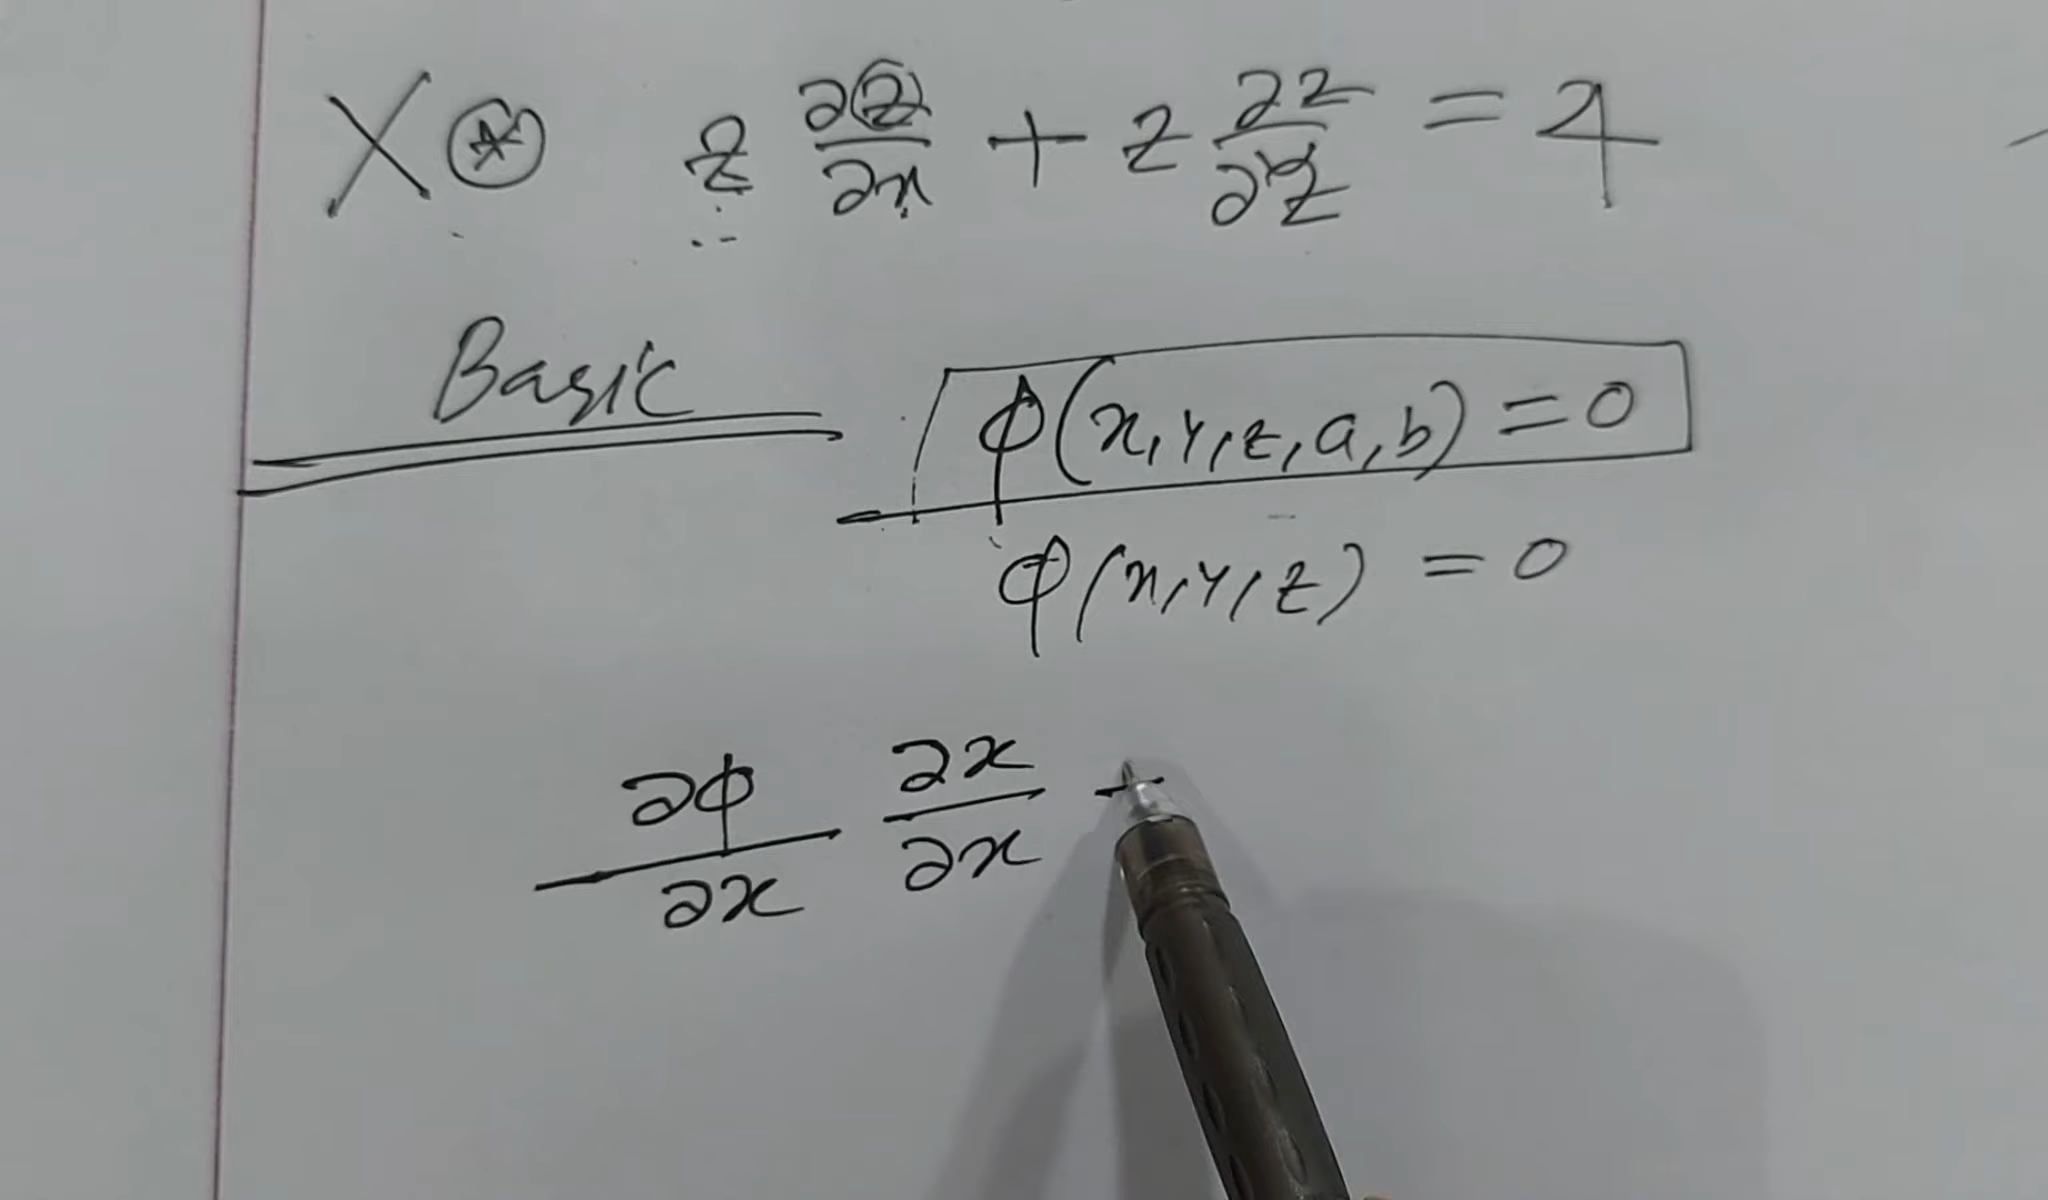 X ⊛ z ∂z/∂x + z ∂z/∂z = 4
Basic
ϕ(x, y, z, a, b) = 0
ϕ(x, y, z) = 0
∂ϕ/∂x ∂x/∂x +